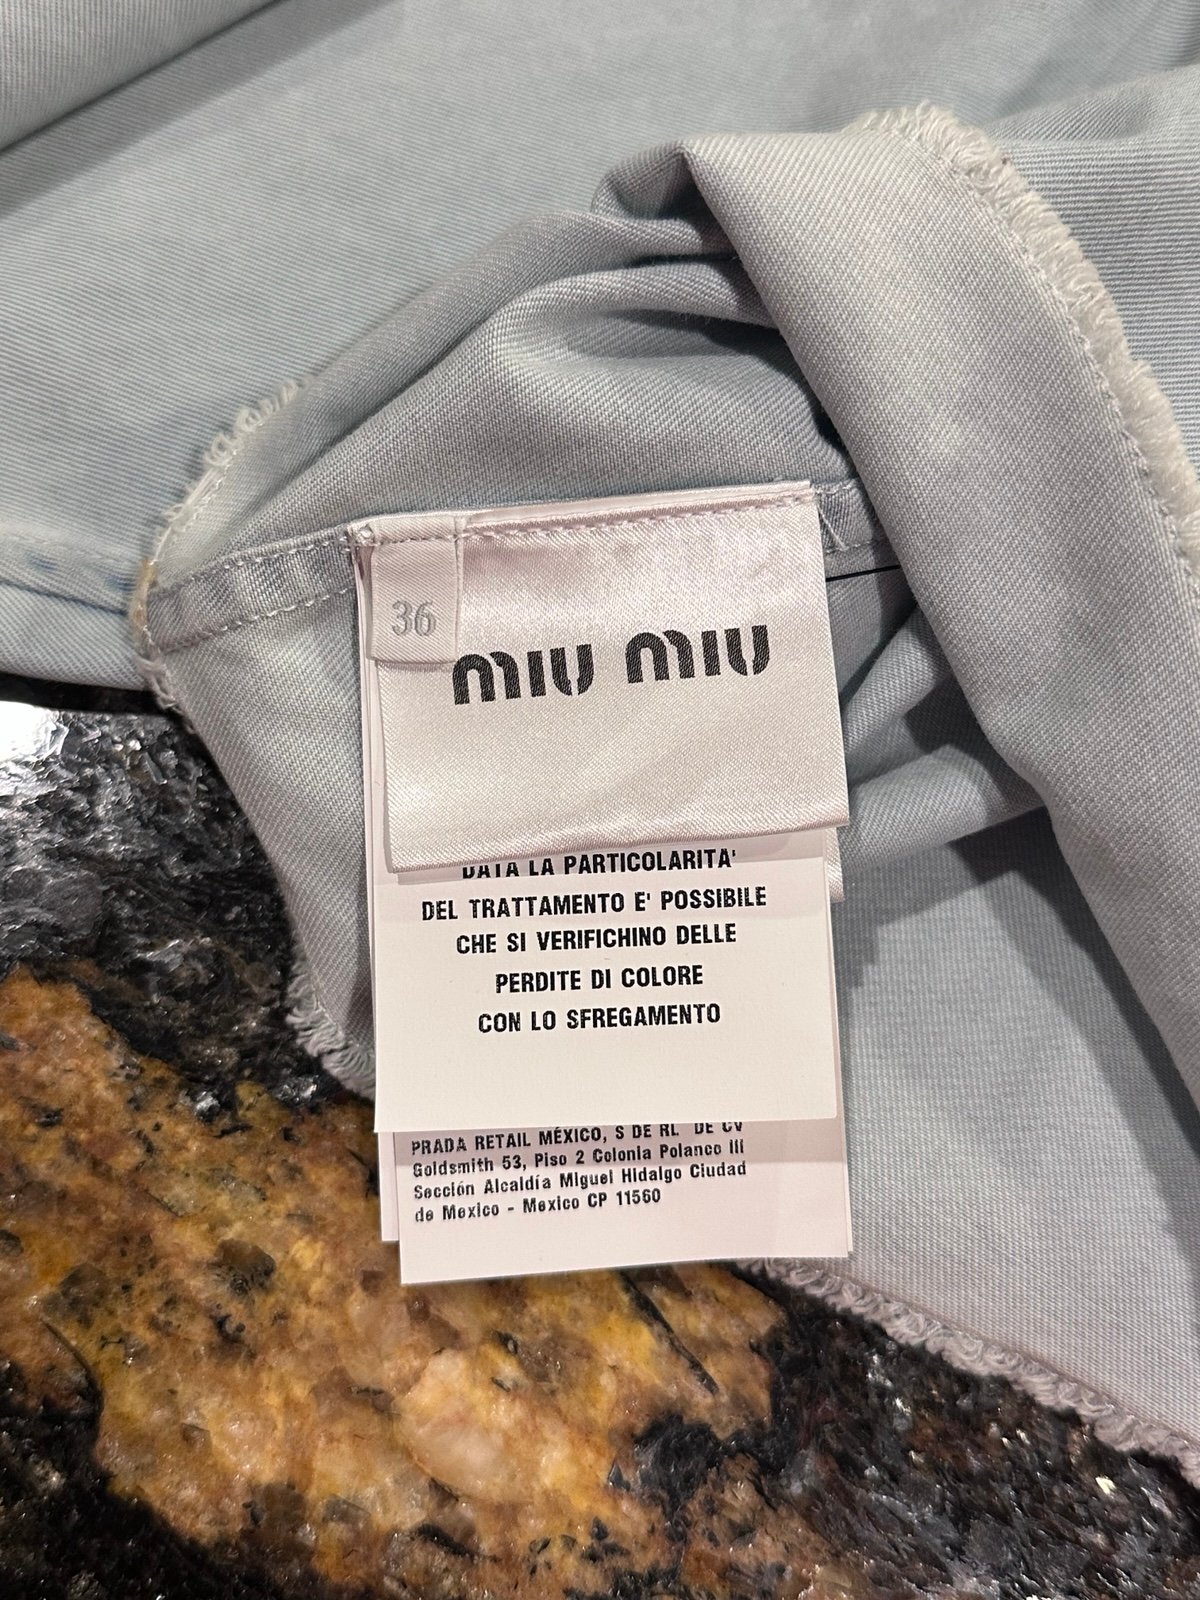 36
MIU MIU
DATA LA PARTICOLARITA'
DEL TRATTAMENTO E' POSSIBILE
CHE SI VERIFICHINO DELLE
PERDITE DI COLORE
CON LO SFREGAMENTO
PRADA RETAIL MÉXICO, S DE RL DE CV
Goldsmith 53, Piso 2 Colonia Polanco III
Sección Alcaldía Miguel Hidalgo Ciudad
de Mexico - Mexico CP 11560